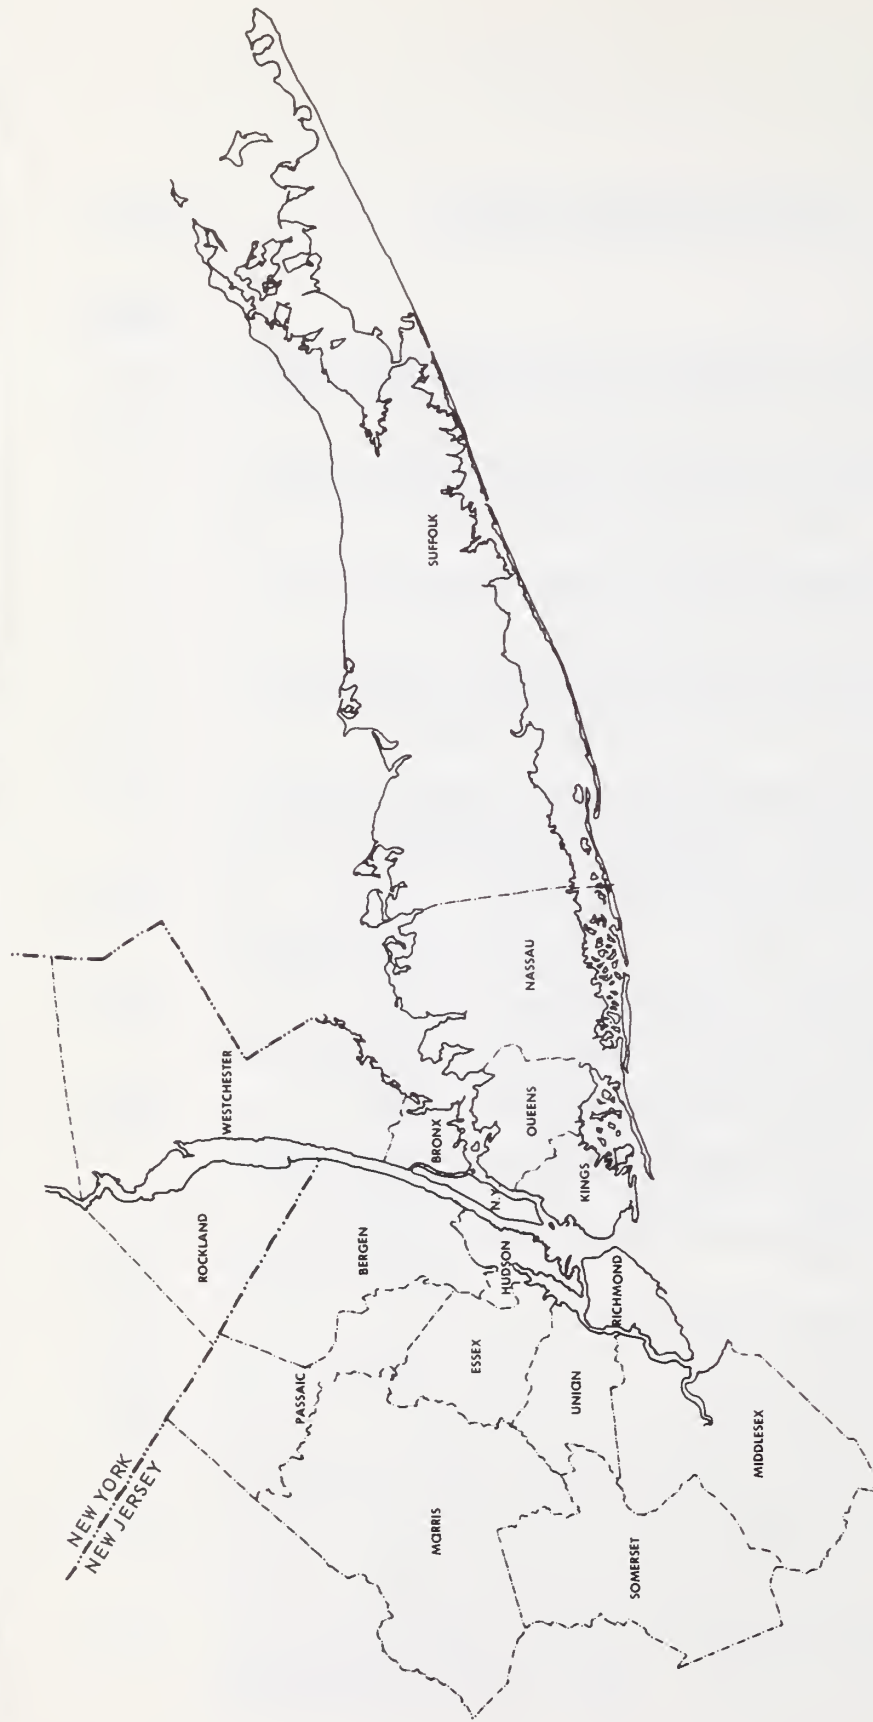 NEW YORK
NEW JERSEY
WESTCHESTER
ROCKLAND
BERGEN
PASSAIC
BRONX
N.Y.
HUDSON
ESSEX
MORRIS
UNION
QUEENS
KINGS
RICHMOND
NASSAU
SUFFOLK
SOMERSET
MIDDLESEX